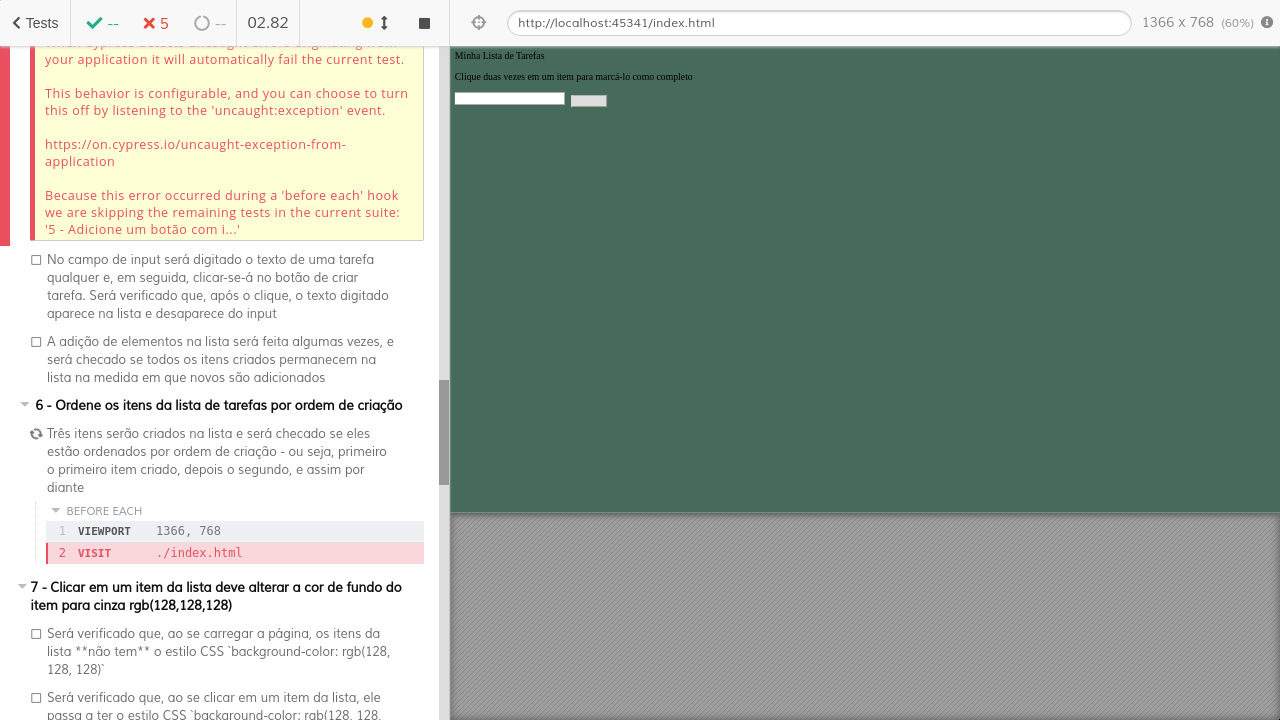 Tests
--
5
--
02.82
http://localhost:45341/index.html
1366 x 768 (60%)
your application it will automatically fail the current test.
This behavior is configurable, and you can choose to turn
this off by listening to the 'uncaught:exception' event.
https://on.cypress.io/uncaught-exception-from-
application
Because this error occurred during a 'before each' hook
we are skipping the remaining tests in the current suite:
'5 - Adicione um botão com i...'
No campo de input será digitado o texto de uma tarefa
qualquer e, em seguida, clicar-se-á no botão de criar
tarefa. Será verificado que, após o clique, o texto digitado
aparece na lista e desaparece do input
A adição de elementos na lista será feita algumas vezes, e
será checado se todos os itens criados permanecem na
lista na medida em que novos são adicionados
6 - Ordene os itens da lista de tarefas por ordem de criação
Três itens serão criados na lista e será checado se eles
estão ordenados por ordem de criação - ou seja, primeiro
o primeiro item criado, depois o segundo, e assim por
diante
BEFORE EACH
1 VIEWPORT 1366, 768
2 VISIT ./index.html
7 - Clicar em um item da lista deve alterar a cor de fundo do
item para cinza rgb(128,128,128)
Será verificado que, ao se carregar a página, os itens da
lista **não tem** o estilo CSS `background-color: rgb(128,
128, 128)`
Será verificado que, ao se clicar em um item da lista, ele
passa a ter o estilo CSS `background-color: rgb(128, 128,
Minha Lista de Tarefas
Clique duas vezes em um item para marcá-lo como completo